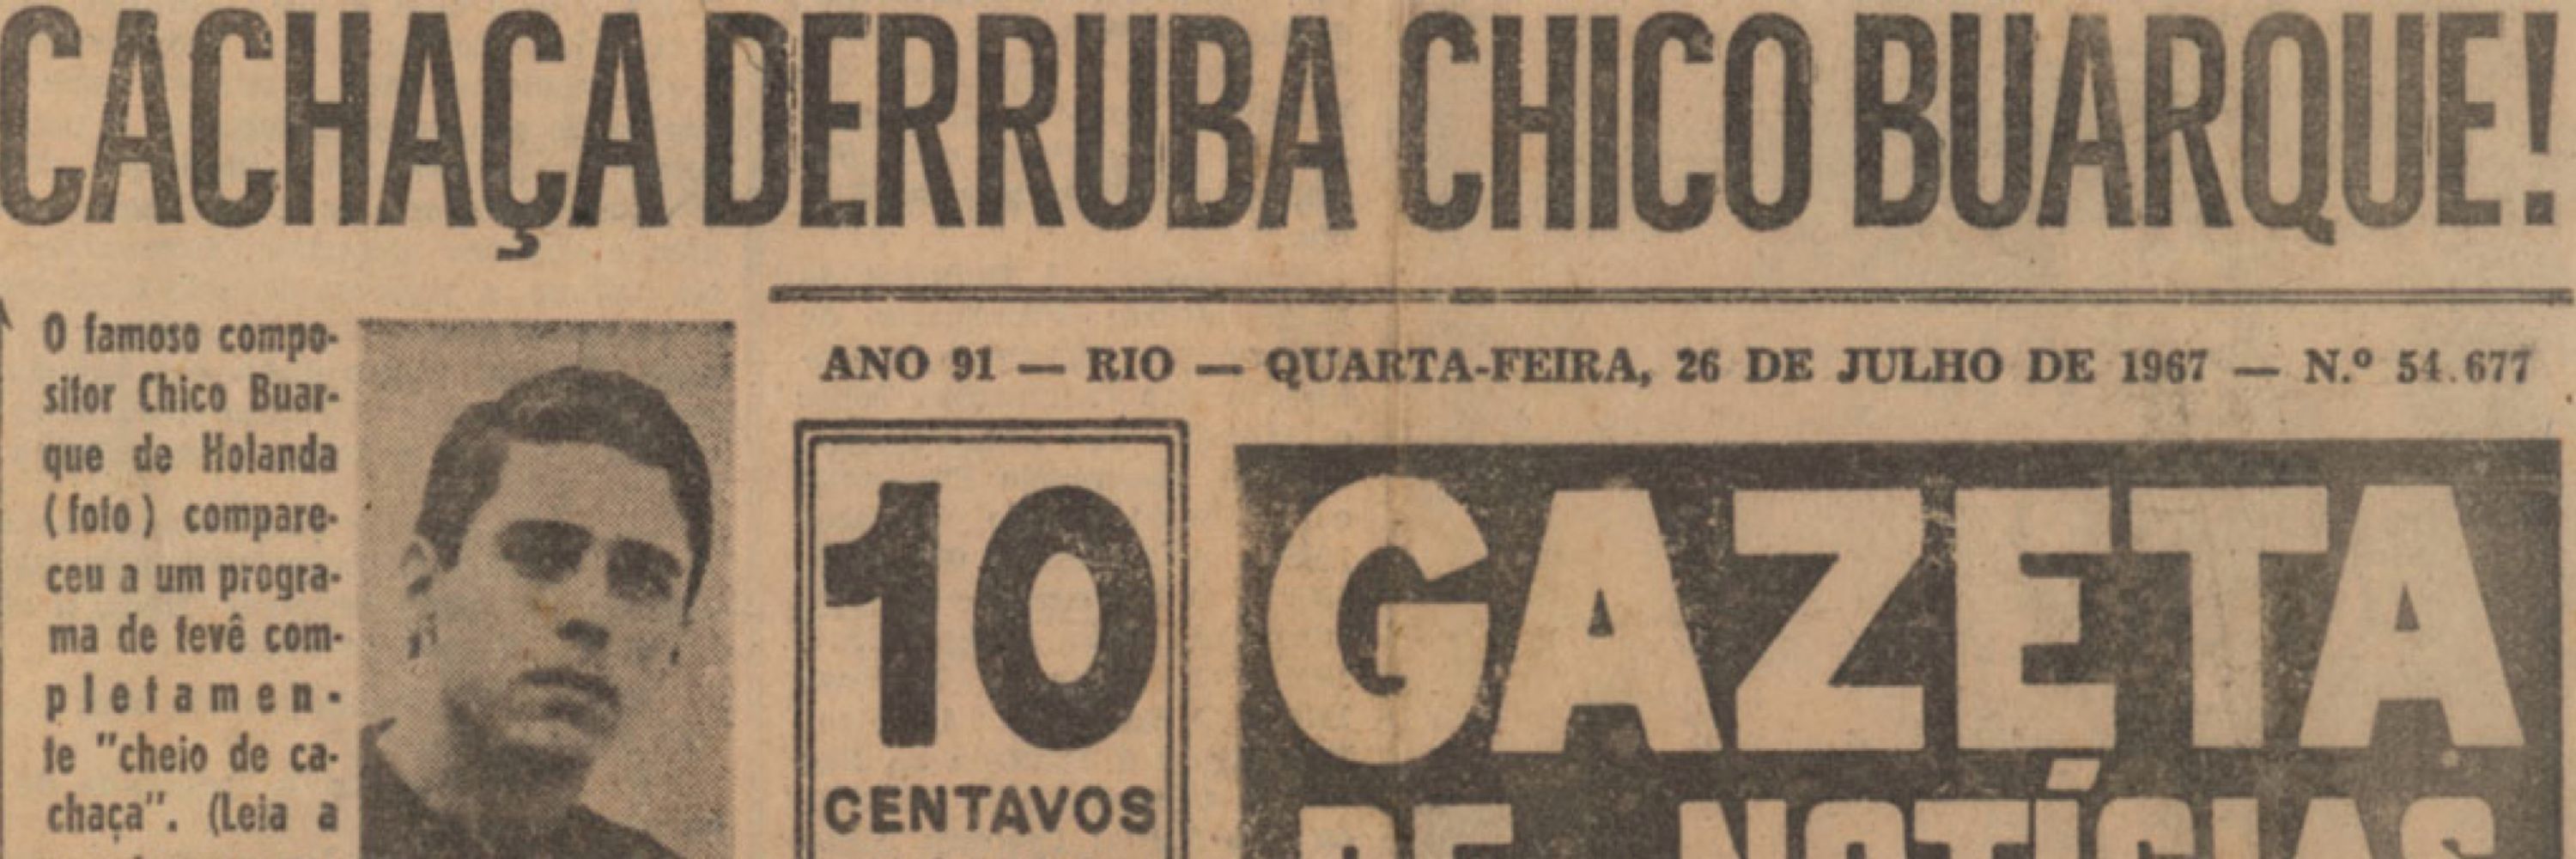 CACHAÇA DERRUBA CHICO BUARQUE!
O famoso compo-
sitor Chico Buar-
que de Holanda
(foto) compare-
ceu a um progra-
ma de tevê com-
pletamen-
te "cheio de ca-
chaça". (Leia a
ANO 91 — RIO — QUARTA-FEIRA, 26 DE JULHO DE 1967 — N.º 54.677
10
CENTAVOS
GAZETA
DE NOTÍCIAS